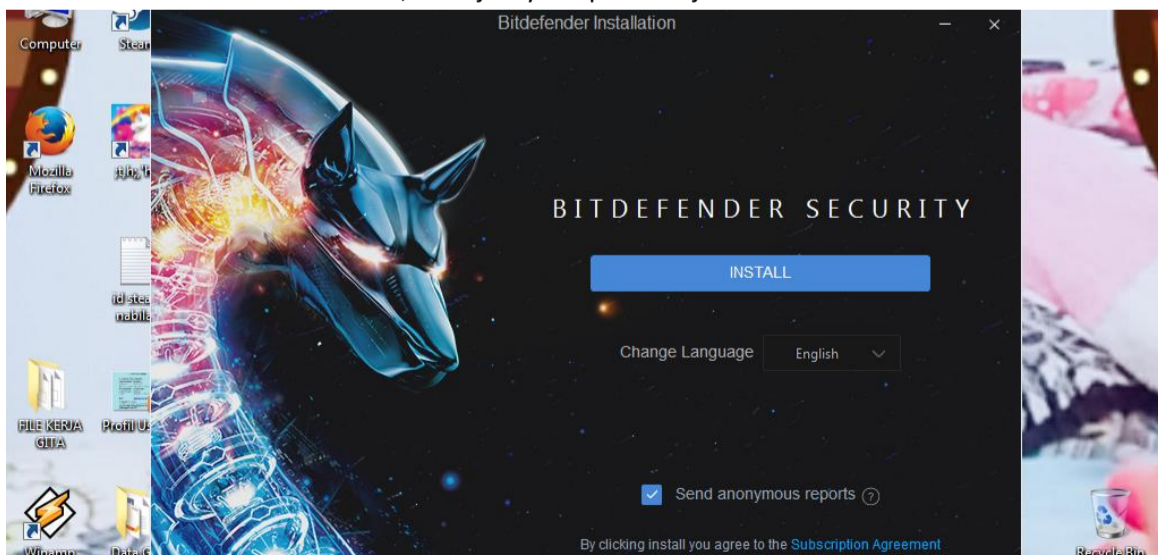 Bitdefender Installation
Computer
Mozilla
Firefox
FILE KERJA
GITA
Winamp
BITDEFENDER SECURITY
INSTALL
Change Language English
Send anonymous reports
By clicking install you agree to the Subscription Agreement
Recycle Bin